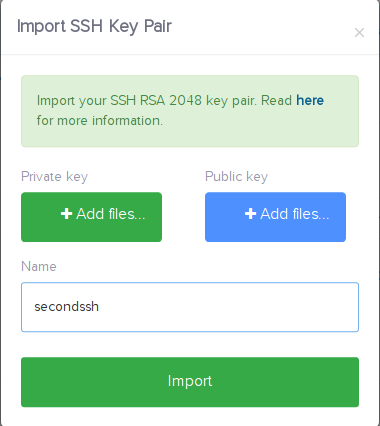 Import SSH Key Pair
×
Import your SSH RSA 2048 key pair. Read here
for more information.
Private key
Public key
+ Add files...
+ Add files...
Name
secondssh
Import